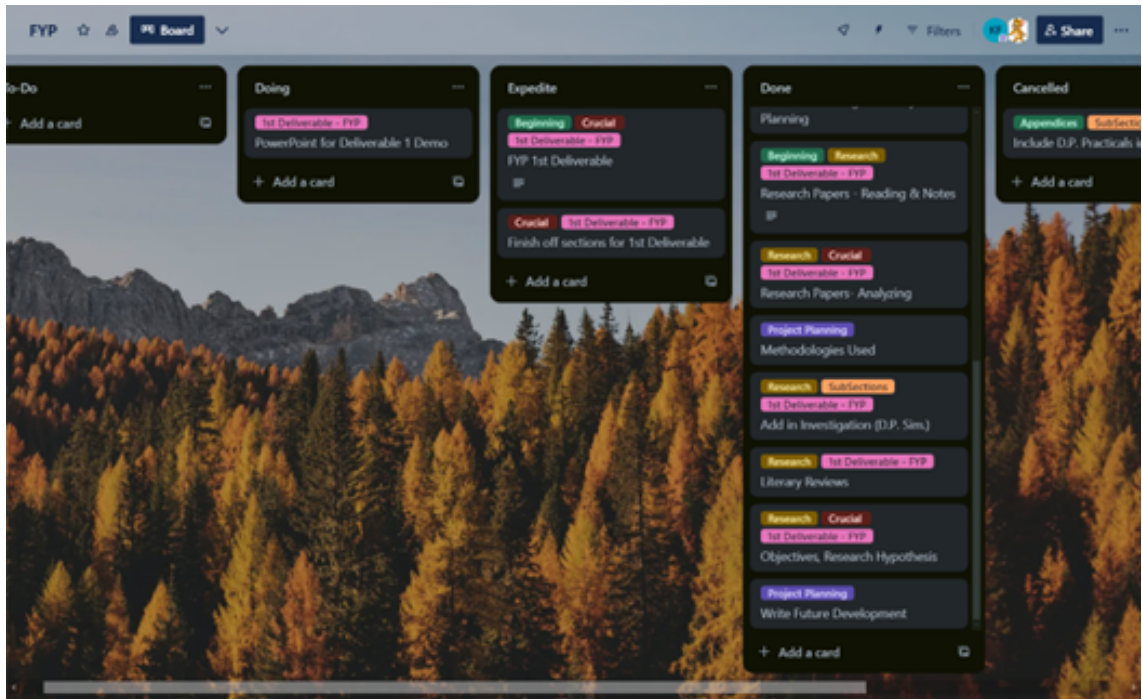 FYP Board Filters KF Share
To-Do
+ Add a card
Doing
1st Deliverable - FYP
PowerPoint for Deliverable 1 Demo
+ Add a card
Expedite
Beginning Crucial
1st Deliverable - FYP
FYP 1st Deliverable
Crucial 1st Deliverable - FYP
Finish off sections for 1st Deliverable
+ Add a card
Done
Planning
Beginning Research
1st Deliverable - FYP
Research Papers - Reading & Notes
Research Crucial
1st Deliverable - FYP
Research Papers- Analyzing
Project Planning
Methodologies Used
Research SubSections
1st Deliverable - FYP
Add in Investigation (D.P. Sim.)
Research 1st Deliverable - FYP
Literary Reviews
Research Crucial
1st Deliverable - FYP
Objectives, Research Hypothesis
Project Planning
Write Future Development
+ Add a card
Cancelled
Appendices SubSectio
Include D.P. Practicals i
+ Add a card